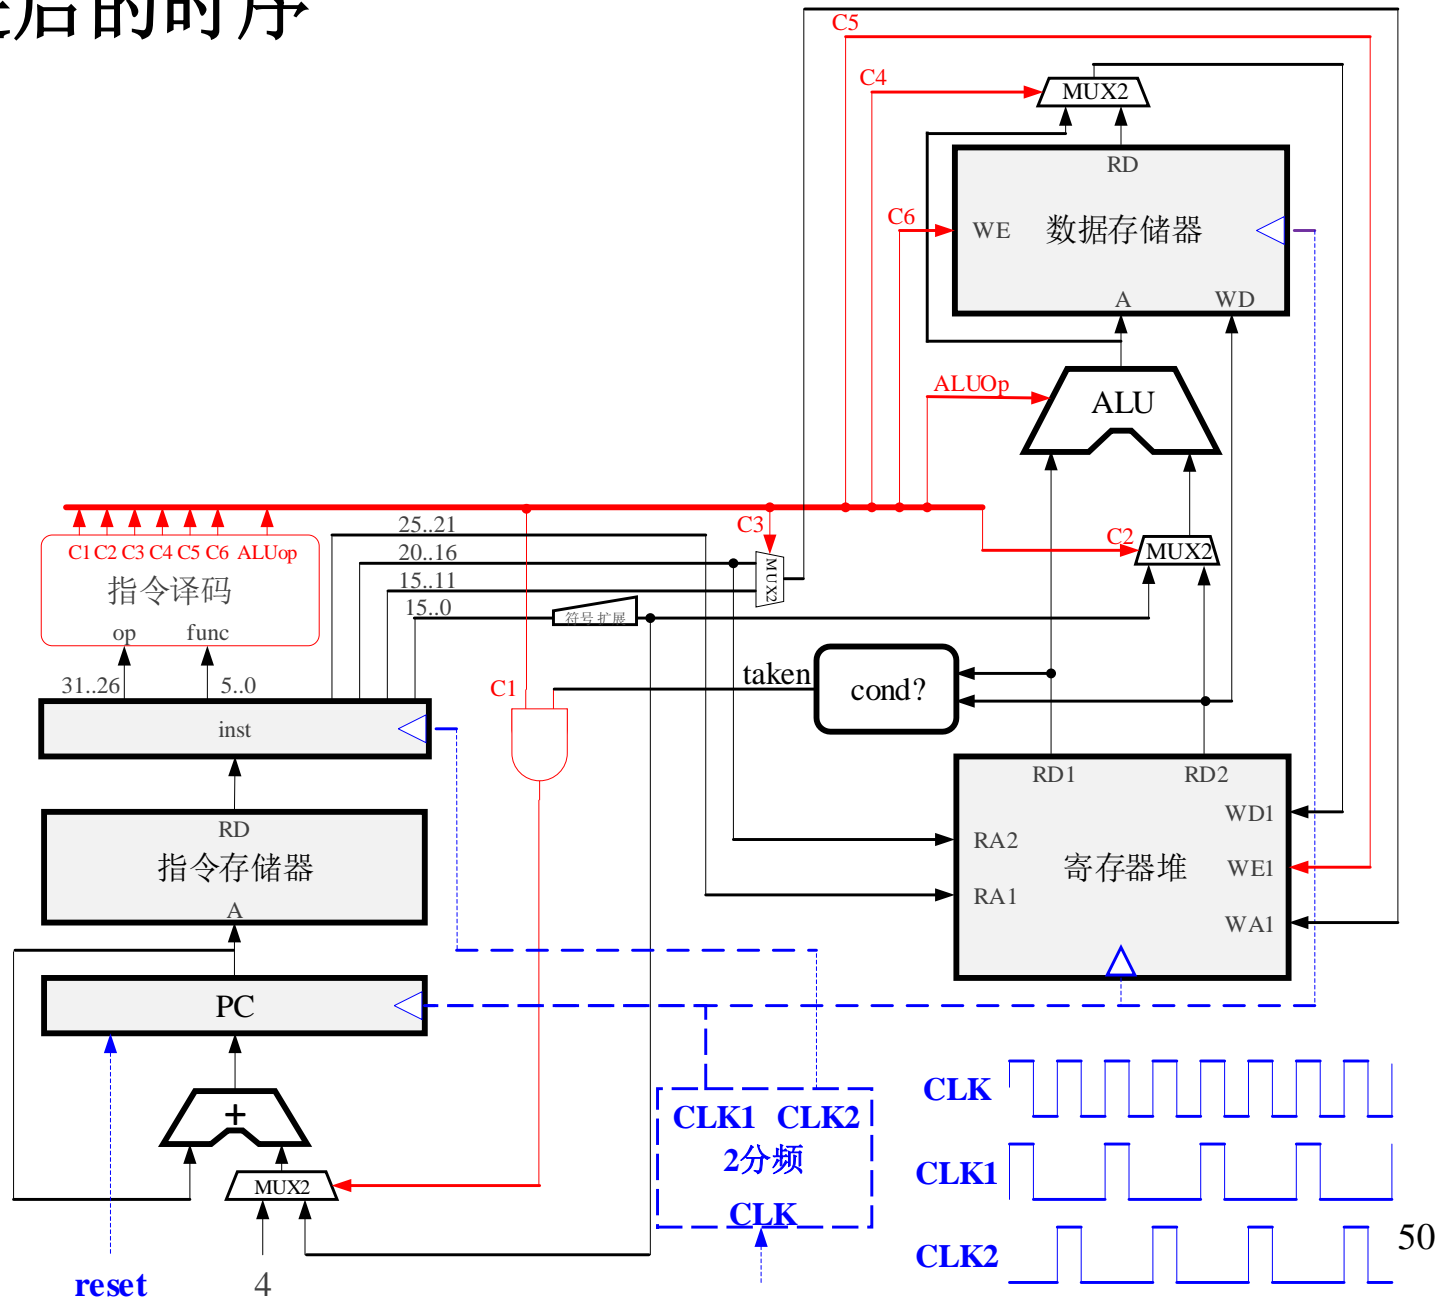 后的时序
C5
C4
MUX2
RD
C6
WE
数据存储器
A
WD
ALUOp
ALU
25..21
C3
20..16
C2
MUX2
MUX2
C1 C2 C3 C4 C5 C6 ALUop
15..11
指令译码
15..0
符号扩展
op
func
taken
cond?
31..26
5..0
C1
inst
RD1
RD2
WD1
RD
RA2
指令存储器
寄存器堆
WE1
RA1
A
WA1
PC
CLK
+
CLK1
CLK2
2分频
CLK1
MUX2
CLK
CLK2
50
reset
4